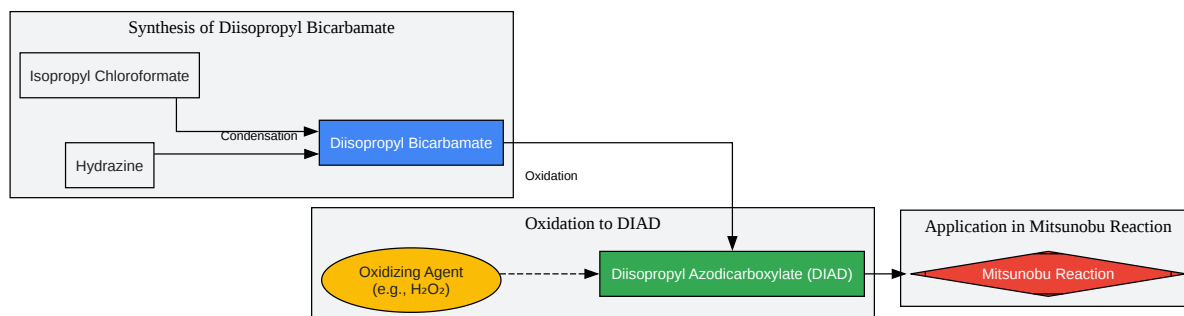 Synthesis of Diisopropyl Bicarbamate
Isopropyl Chloroformate
Condensation
Diisopropyl Bicarbamate
Hydrazine
Oxidation
Oxidation to DIAD
Oxidizing Agent
(e.g., H₂O₂)
Diisopropyl Azodicarboxylate (DIAD)
Application in Mitsunobu Reaction
Mitsunobu Reaction